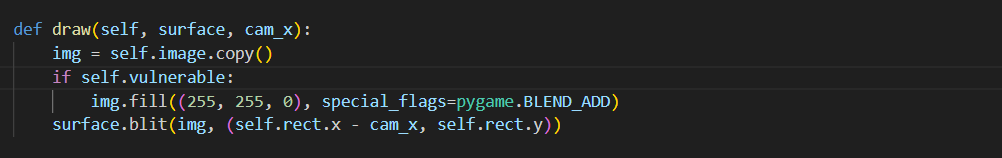 def draw(self, surface, cam_x):
    img = self.image.copy()
    if self.vulnerable:
        img.fill((255, 255, 0), special_flags=pygame.BLEND_ADD)
    surface.blit(img, (self.rect.x - cam_x, self.rect.y))